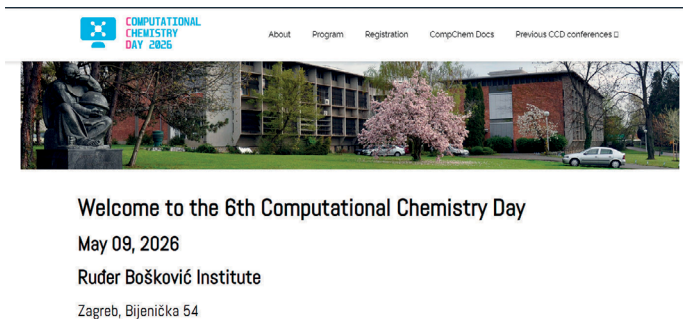 COMPUTATIONAL
CHEMISTRY
DAY 2026
About Program Registration CompChem Docs Previous CCD conferences
Welcome to the 6th Computational Chemistry Day
May 09, 2026
Ruđer Bošković Institute
Zagreb, Bijenička 54